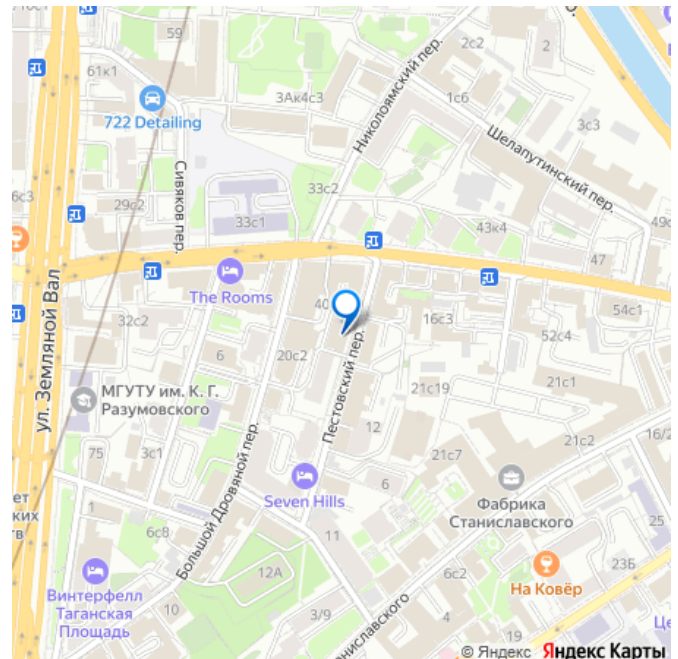 59
2с2
2
61к1
3Ак4с3
1с6
722 Detailing
Николоямский пер.
Шелапутинский пер.
3с3
Сивяков пер.
33с2
29с2
33с1
43к4
49с
47
The Rooms
40
54с1
32с2
16с3
52с4
ул. Земляной Вал
6
20с2
МГУТУ им. К. Г.
Разумовского
Пестовский пер.
21с19
21с1
75
3с1
12
21с7
21с2
16/2
Большой Дровяной пер.
Seven Hills
6
Фабрика
Станиславского
25
6с8
11
Винтерфелл
Таганская
Площадь
12А
6с2
На Ковёр
23Б
10
3/9
4
19
© Яндекс Яндекс Карты